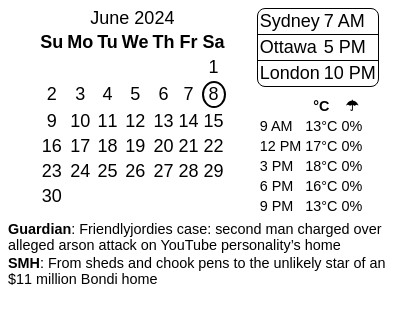 June 2024
Su Mo Tu We Th Fr Sa
1
2 3 4 5 6 7 8
9 10 11 12 13 14 15
16 17 18 19 20 21 22
23 24 25 26 27 28 29
30
Sydney 7 AM
Ottawa 5 PM
London 10 PM
°C ☂
9 AM 13°C 0%
12 PM 17°C 0%
3 PM 18°C 0%
6 PM 16°C 0%
9 PM 13°C 0%
Guardian: Friendlyjordies case: second man charged over
alleged arson attack on YouTube personality’s home
SMH: From sheds and chook pens to the unlikely star of an
$11 million Bondi home